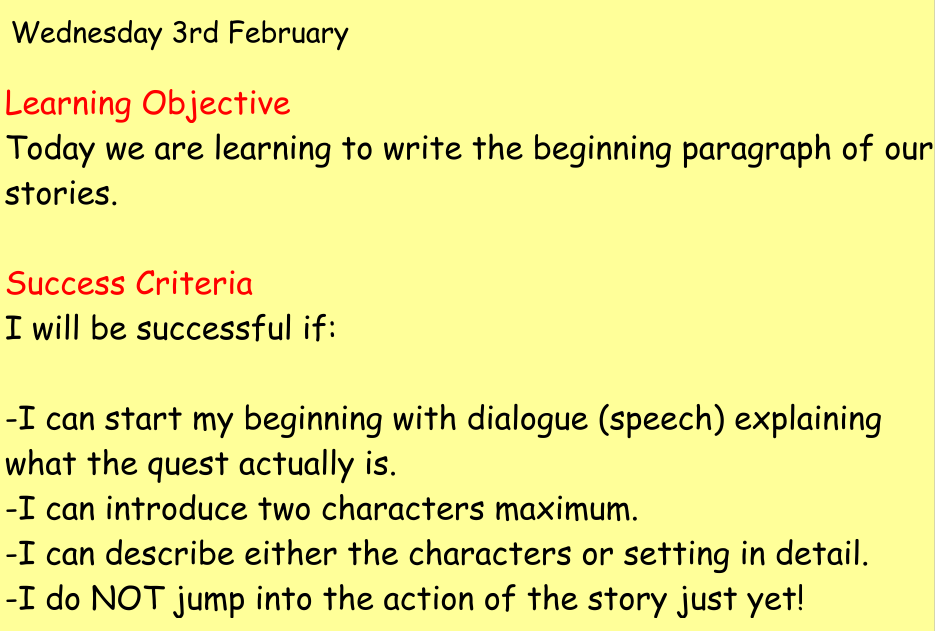 Wednesday 3rd February
Learning Objective
Today we are learning to write the beginning paragraph of our
stories.
Success Criteria
I will be successful if:
-I can start my beginning with dialogue (speech) explaining
what the quest actually is.
-I can introduce two characters maximum.
-I can describe either the characters or setting in detail.
-I do NOT jump into the action of the story just yet!